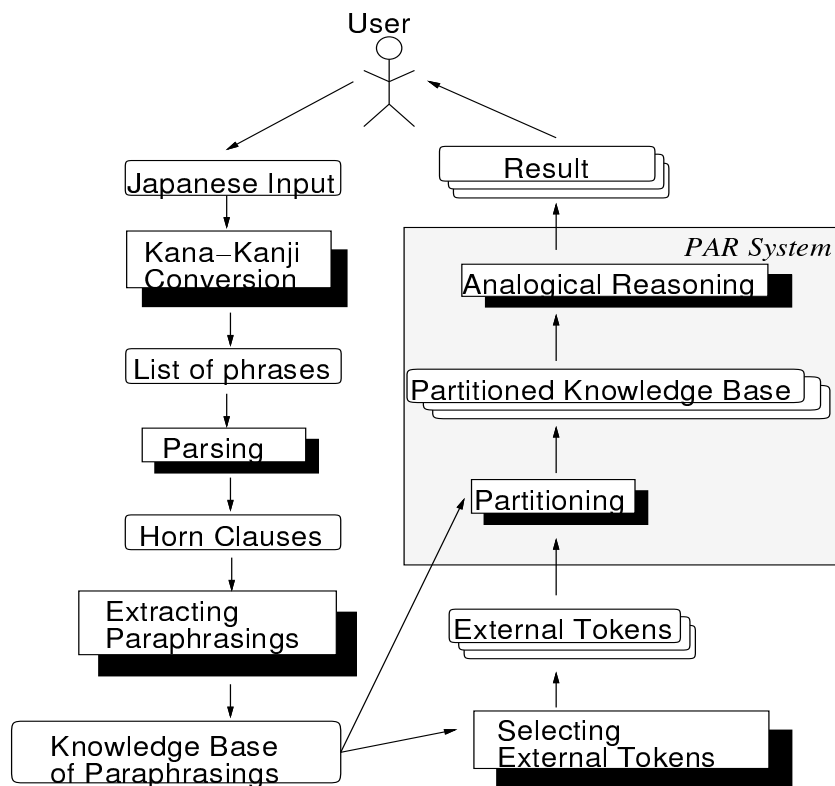 User
Japanese Input
Kana–Kanji
Conversion
List of phrases
Parsing
Horn Clauses
Extracting
Paraphrasings
Knowledge Base
of Paraphrasings
Result
PAR System
Analogical Reasoning
Partitioned Knowledge Base
Partitioning
External Tokens
Selecting
External Tokens